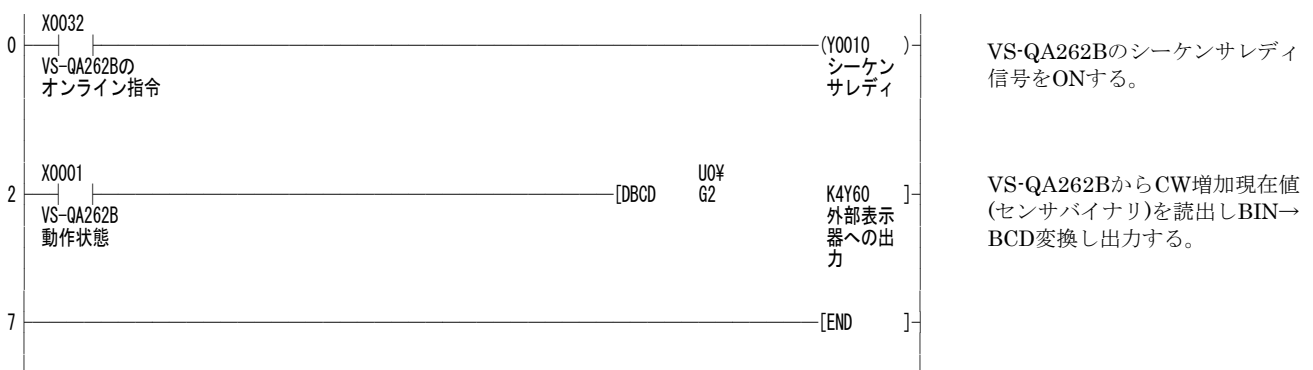 X0032
0 (Y0010 )
VS-QA262Bの
オンライン指令
シーケン
サレディ
VS-QA262Bのシーケンサレディ
信号をONする。
X0001
2 [DBCD U0¥ G2 K4Y60 ]
VS-QA262B
動作状態
外部表示
器への出
力
VS-QA262BからCW増加現在値
(センサバイナリ)を読出しBIN→
BCD変換し出力する。
7 [END ]